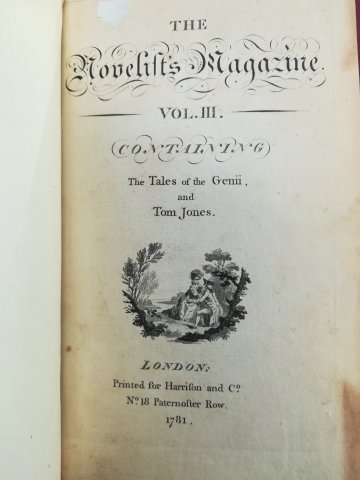 THE
Noveliſt's Magazine.
VOL. III.
CONTAINING
The Tales of the Genii,
and
Tom Jones.
LONDON:
Printed for Harriſon and Cº
Nº 18 Paternoſter Row.
1781.